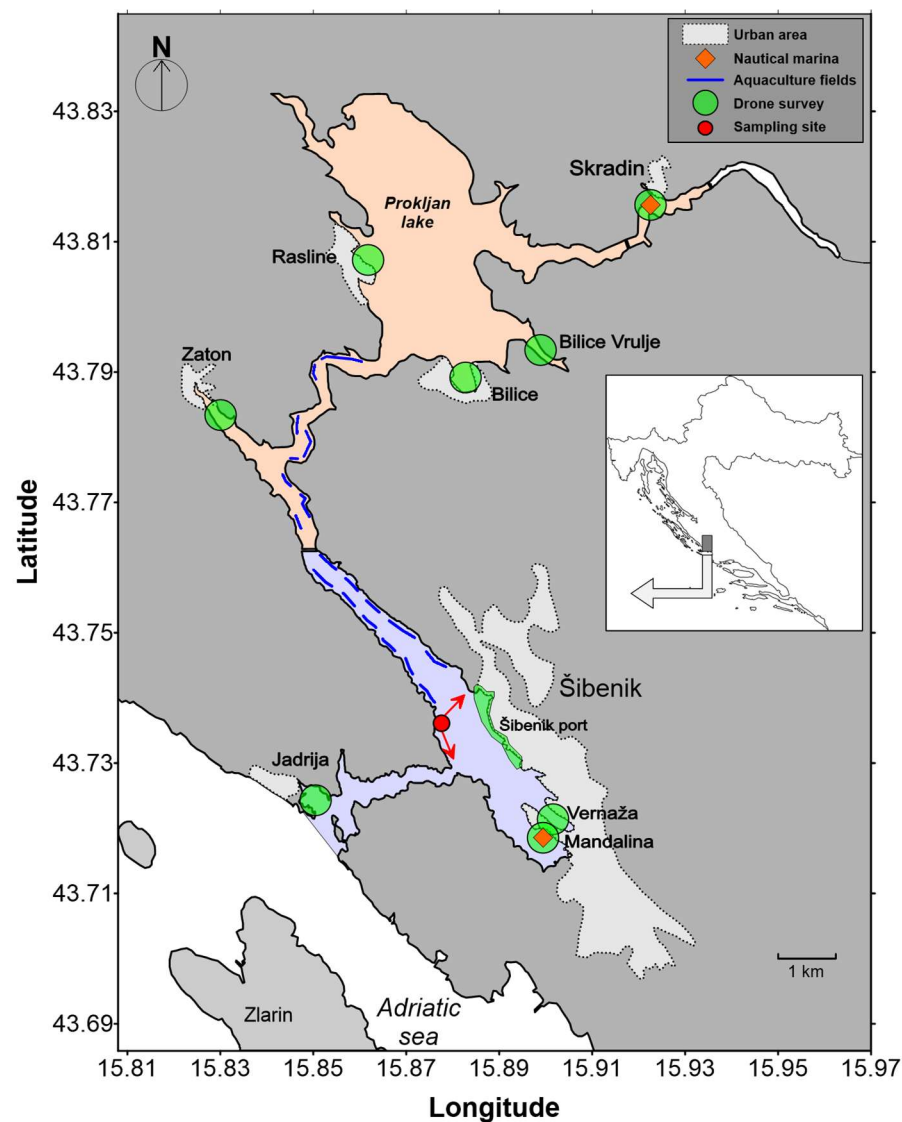 N
Urban area
Nautical marina
Aquaculture fields
Drone survey
Sampling site
43.83
43.81
43.79
43.77
43.75
43.73
43.71
43.69
Latitude
Skradin
Prokljan
lake
Rasline
Bilice Vrulje
Zaton
Bilice
Šibenik
Šibenik port
Jadrija
Vernaža
Mandalina
1 km
Zlarin
Adriatic
sea
15.81 15.83 15.85 15.87 15.89 15.91 15.93 15.95 15.97
Longitude